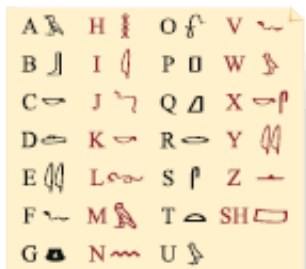 A H O V
B I P W
C J Q X
D K R Y
E L S Z
F M T SH
G N U